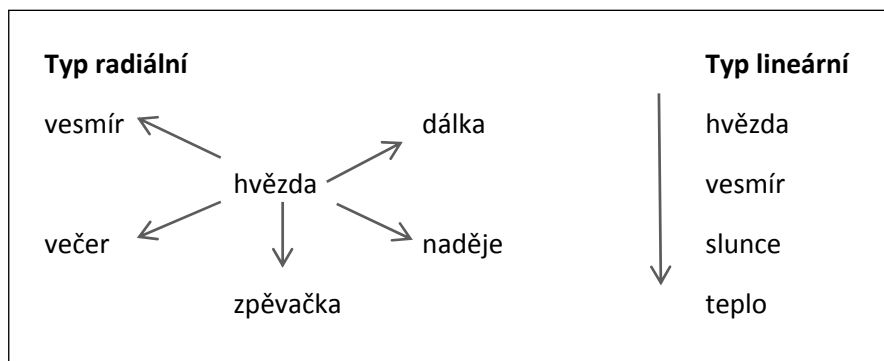 Typ radiální
vesmír
dálka
hvězda
večer
naděje
zpěvačka
Typ lineární
hvězda
vesmír
slunce
teplo